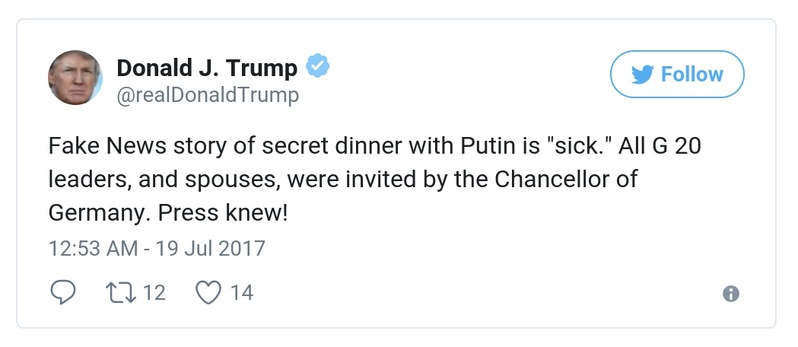 Donald J. Trump
@realDonaldTrump
Follow
Fake News story of secret dinner with Putin is "sick." All G 20
leaders, and spouses, were invited by the Chancellor of
Germany. Press knew!
12:53 AM - 19 Jul 2017
12 14